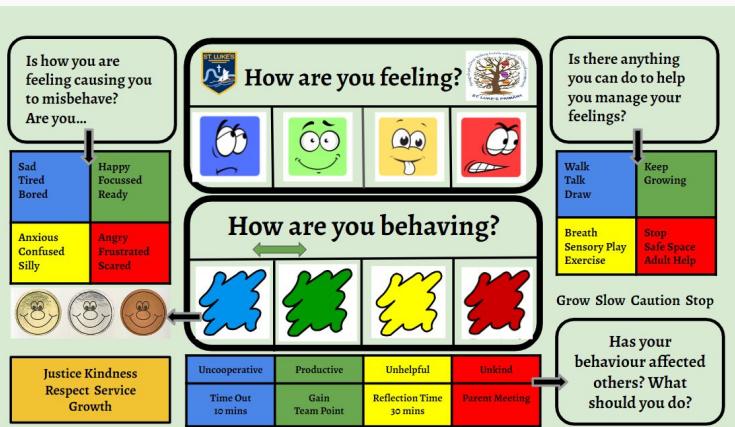 Is how you are
feeling causing you
to misbehave?
Are you...
Sad
Tired
Bored
Happy
Focussed
Ready
Anxious
Confused
Silly
Angry
Frustrated
Scared
Justice Kindness
Respect Service
Growth
ST. LUKE'S
How are you feeling?
ST LUKE'S PRIMARY
How are you behaving?
Uncooperative
Productive
Unhelpful
Unkind
Time Out
10 mins
Gain
Team Point
Reflection Time
30 mins
Parent Meeting
Is there anything
you can do to help
you manage your
feelings?
Walk
Talk
Draw
Keep
Growing
Breath
Sensory Play
Exercise
Stop
Safe Space
Adult Help
Grow Slow Caution Stop
Has your
behaviour affected
others? What
should you do?